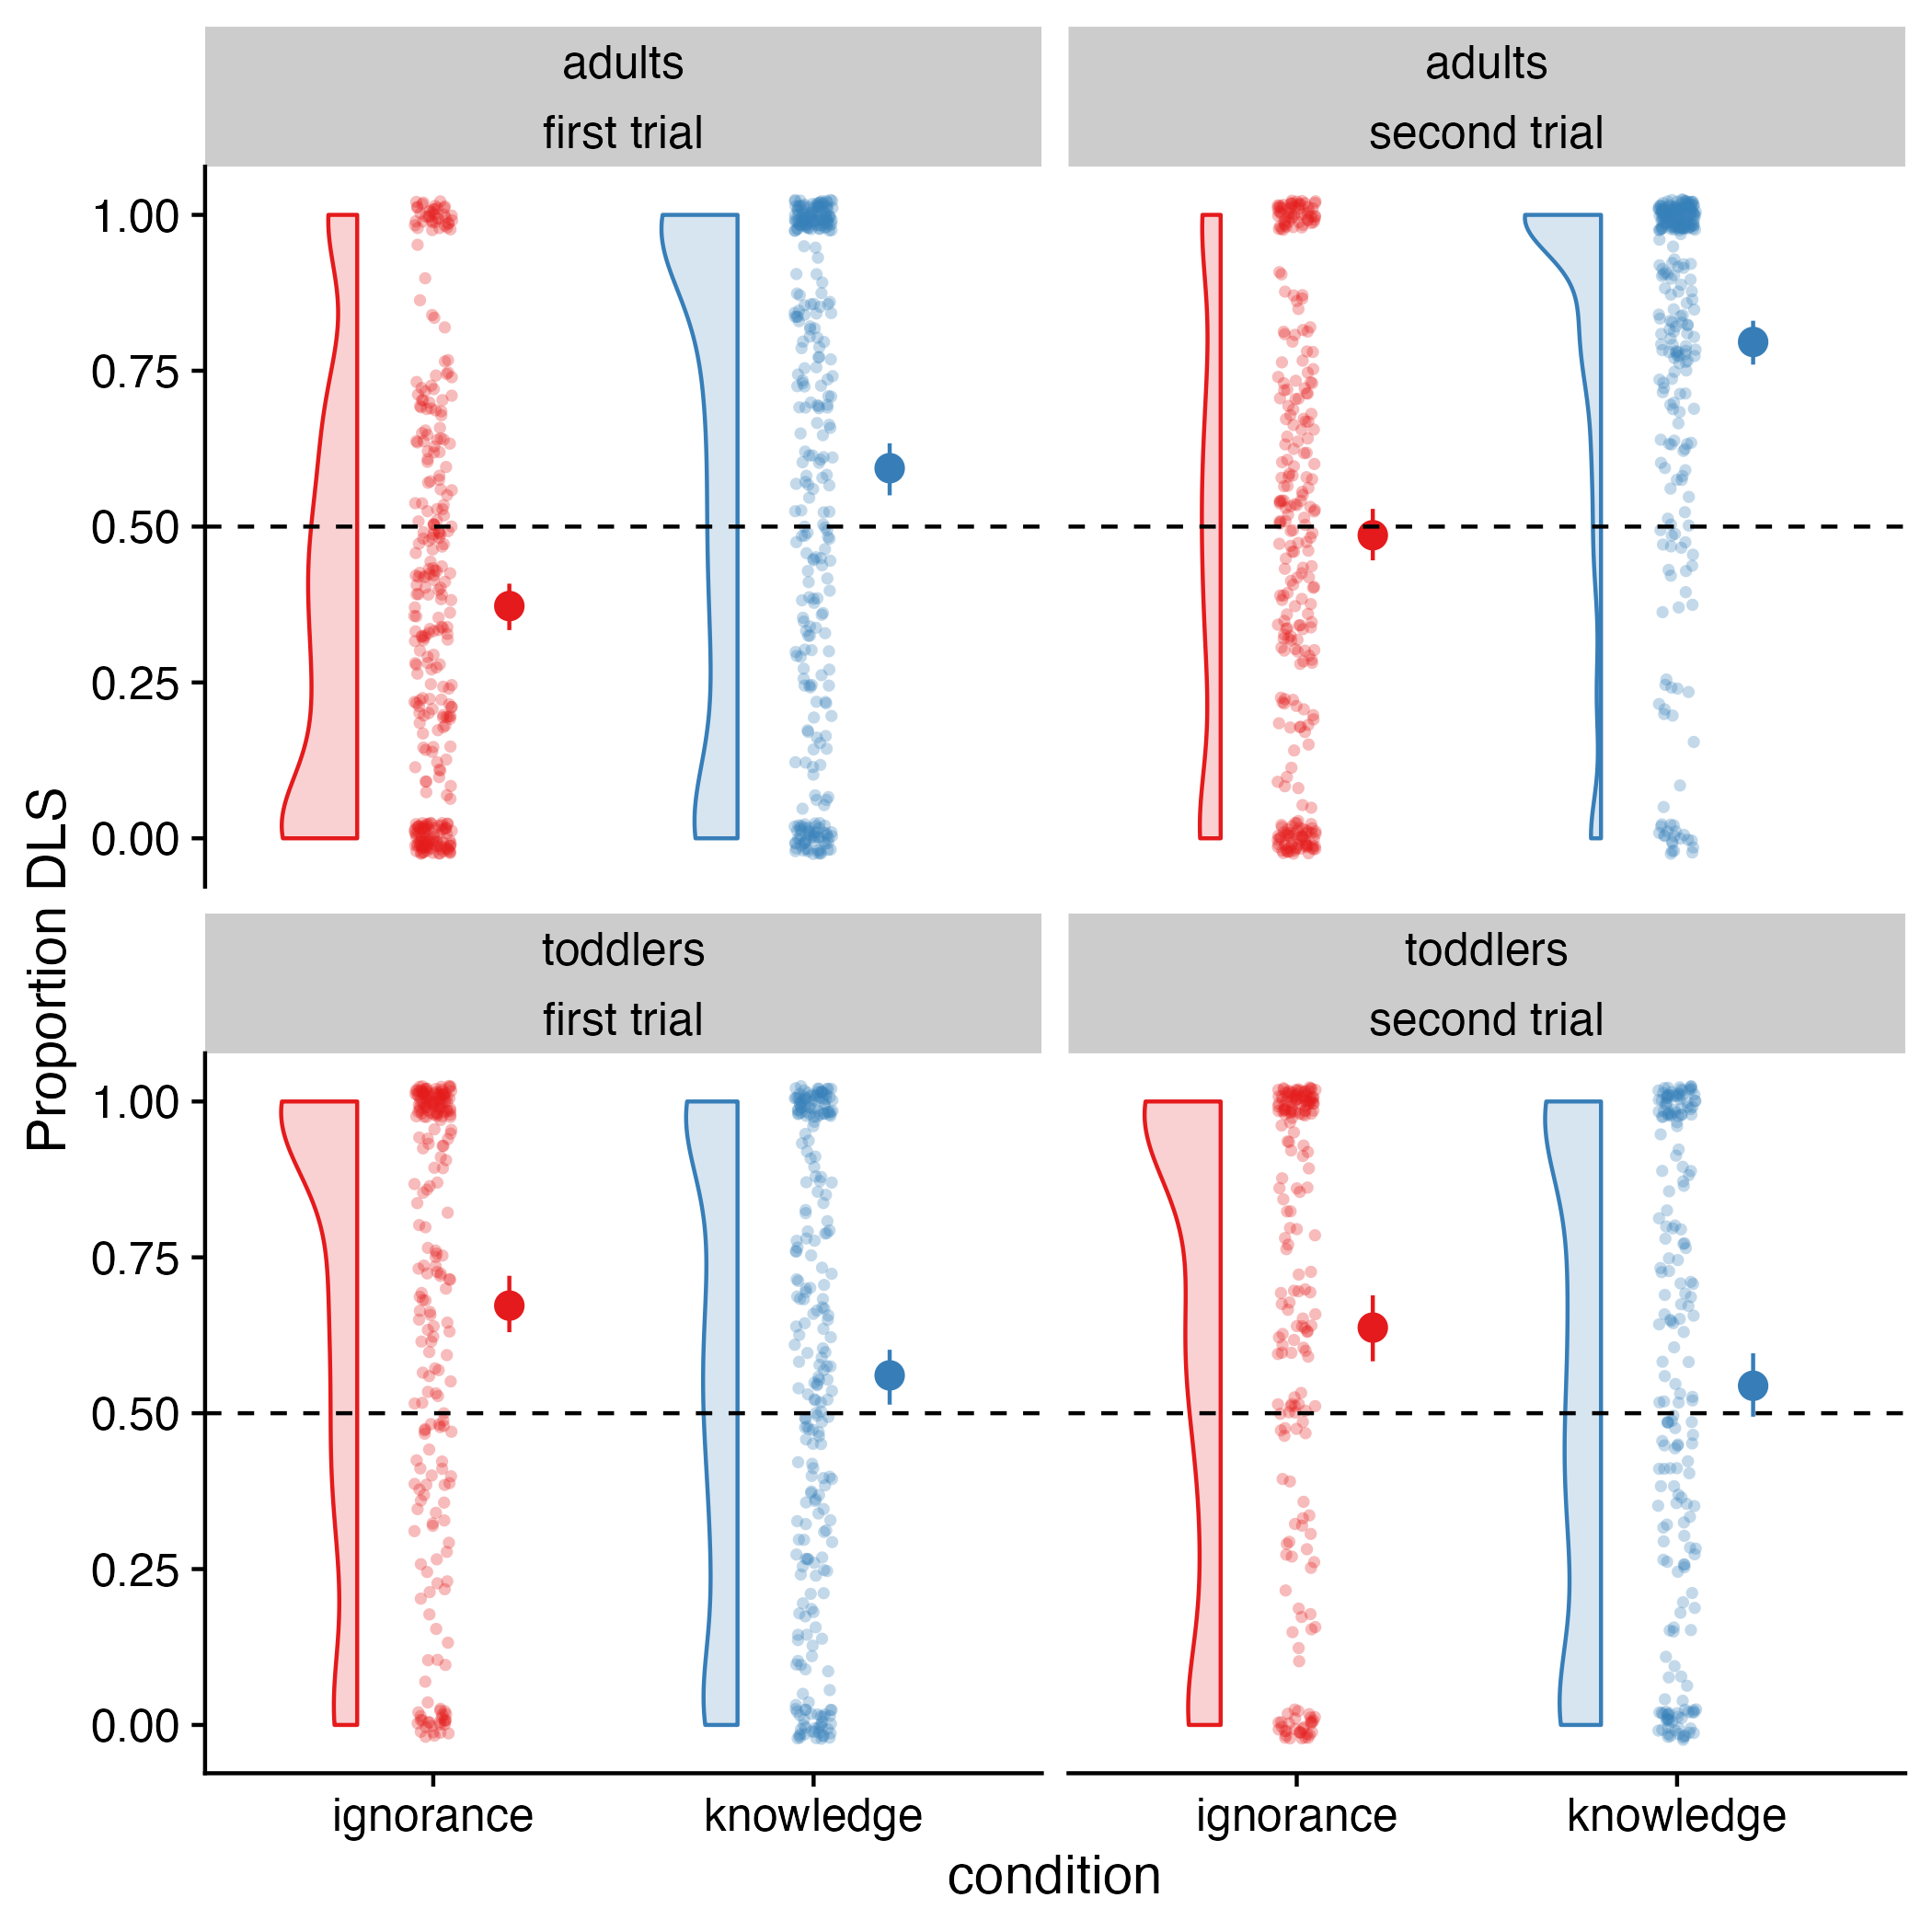 adults
first trial
adults
second trial
1.00
0.75
0.50
0.25
0.00
toddlers
first trial
toddlers
second trial
1.00
0.75
0.50
0.25
0.00
Proportion DLS
ignorance
knowledge
ignorance
knowledge
condition